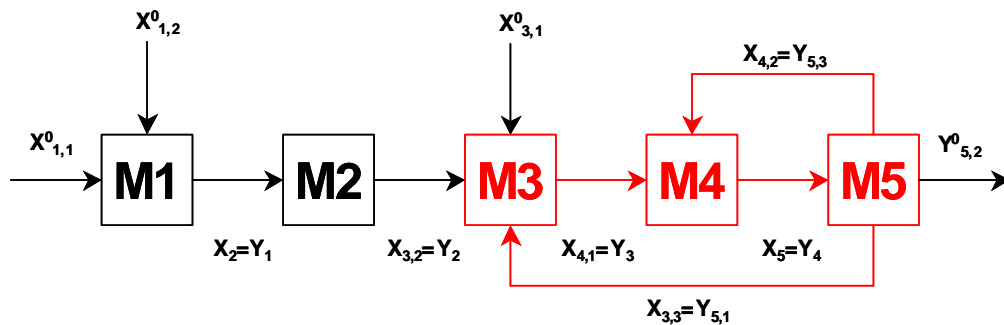 X⁰₁,₂
X⁰₃,₁
X₄,₂=Y₅,₃
X⁰₁,₁
Y⁰₅,₂
M1
M2
M3
M4
M5
X₂=Y₁
X₃,₂=Y₂
X₄,₁=Y₃
X₅=Y₄
X₃,₃=Y₅,₁